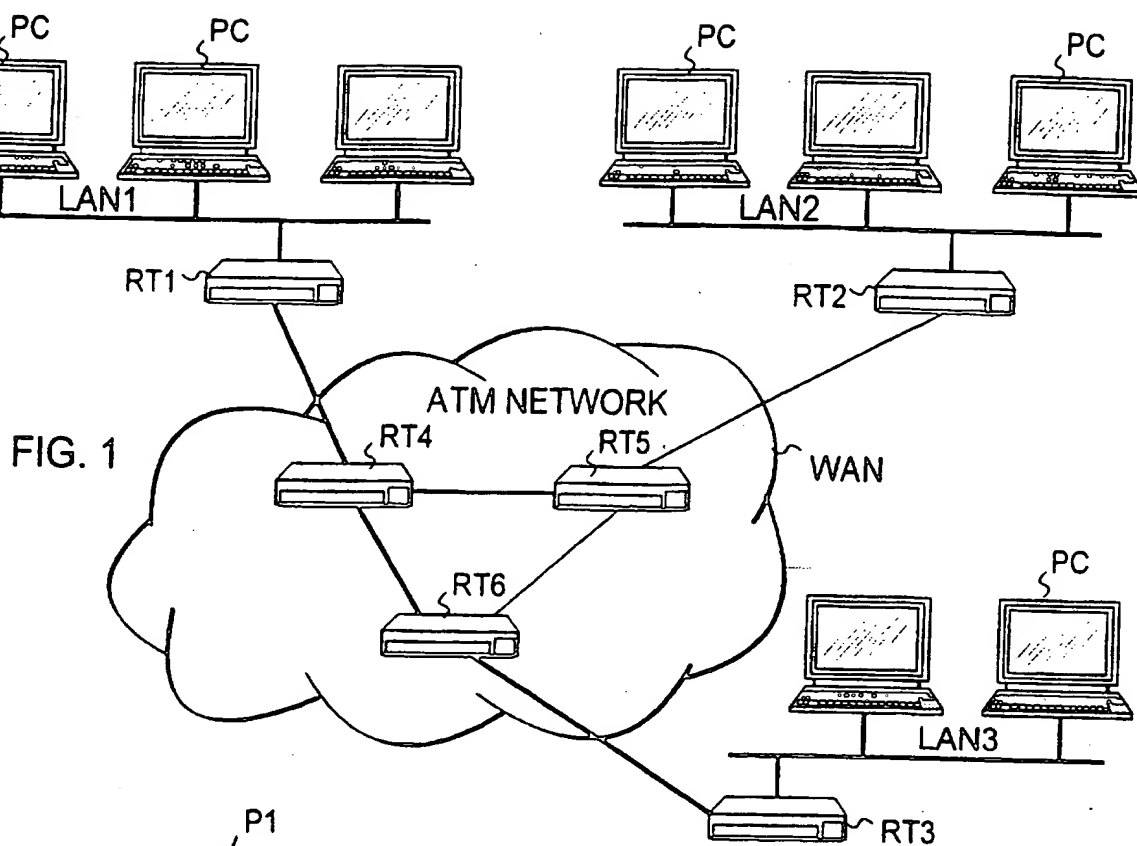 PC
PC
PC
PC
LAN1
LAN2
RT1
RT2
ATM NETWORK
FIG. 1
RT4
RT5
WAN
RT6
PC
LAN3
P1
RT3